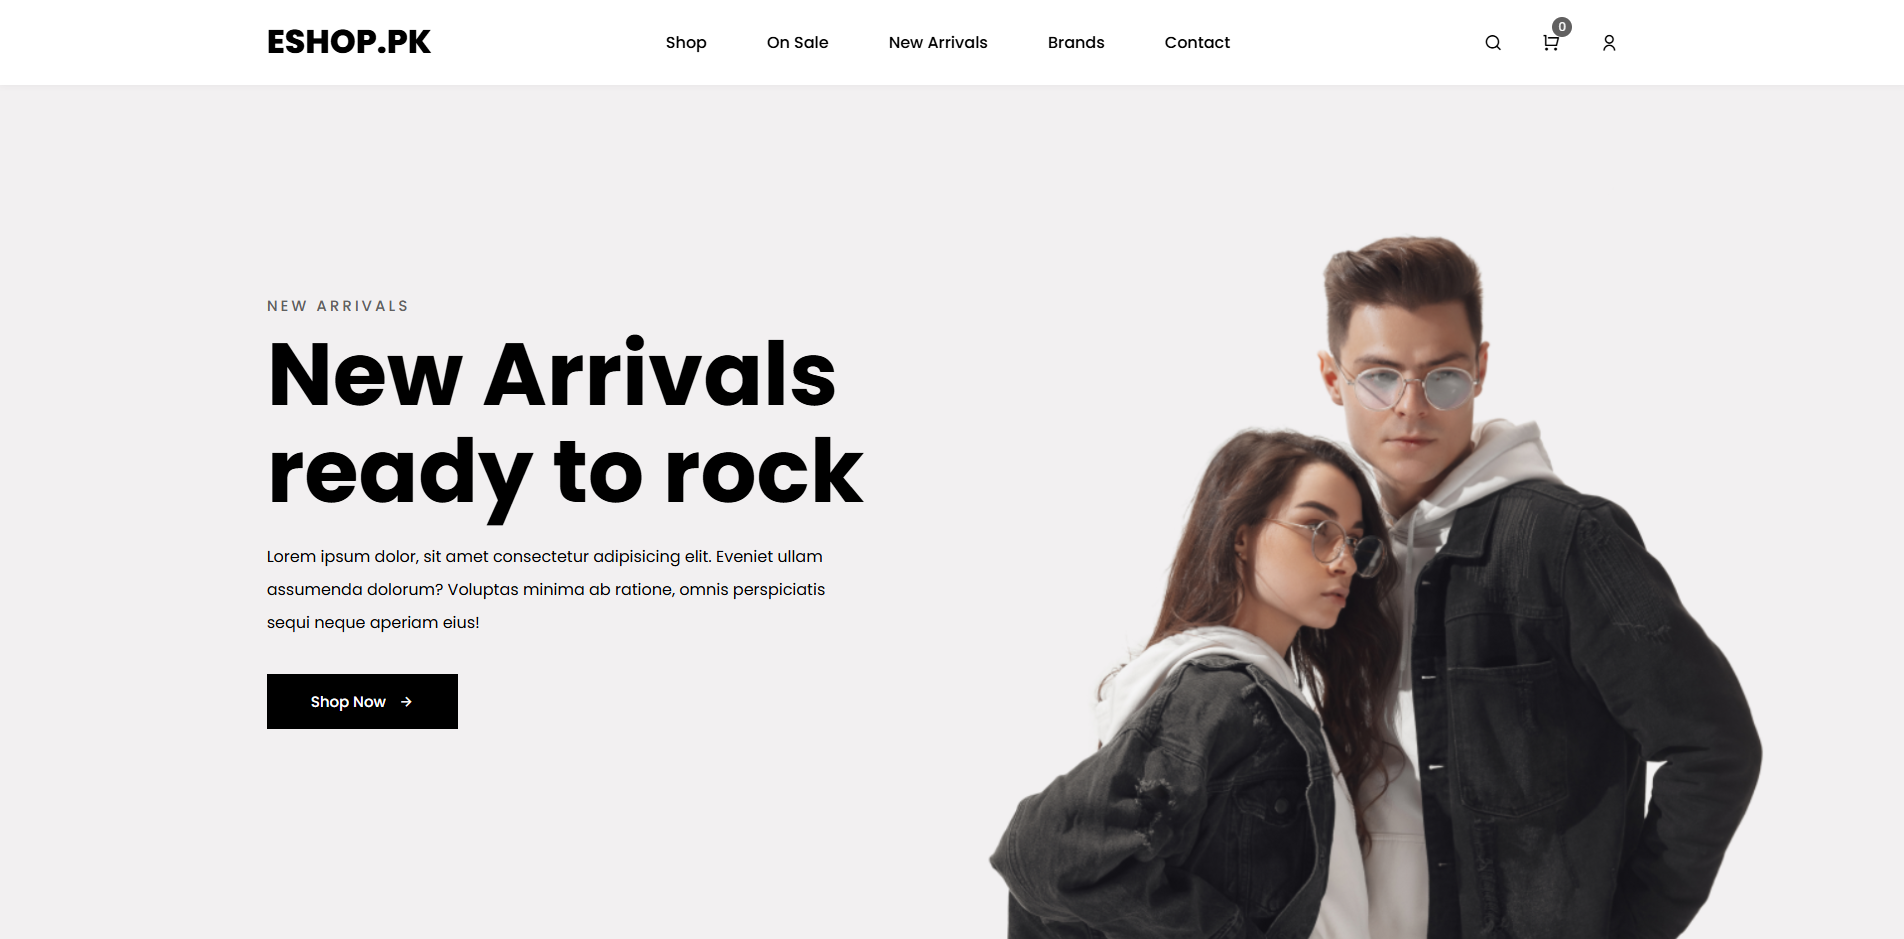 ESHOP.PK
Shop
On Sale
New Arrivals
Brands
Contact
0
NEW ARRIVALS
New Arrivals
ready to rock
Lorem ipsum dolor, sit amet consectetur adipisicing elit. Eveniet ullam
assumenda dolorum? Voluptas minima ab ratione, omnis perspiciatis
sequi neque aperiam eius!
Shop Now →